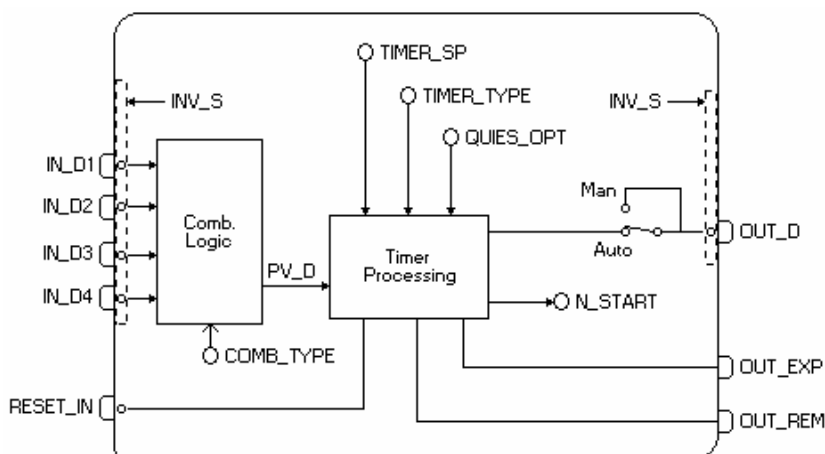 TIMER_SP
INV_S
TIMER_TYPE
INV_S
QUIES_OPT
IN_D1
IN_D2
IN_D3
IN_D4
Comb.
Logic
Man
Auto
OUT_D
PV_D
Timer
Processing
N_START
COMB_TYPE
OUT_EXP
RESET_IN
OUT_REM